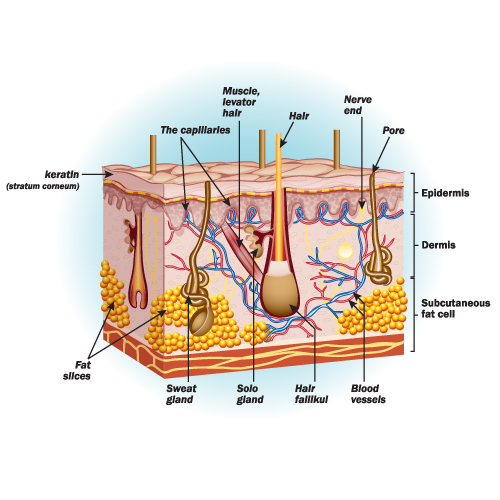 Muscle,
levator
hair
Hair
Nerve
end
The capillaries
Pore
keratin
(stratum corneum)
Epidermis
Dermis
Subcutaneous
fat cell
Fat
slices
Sweat
gland
Solo
gland
Hair
failikul
Blood
vessels